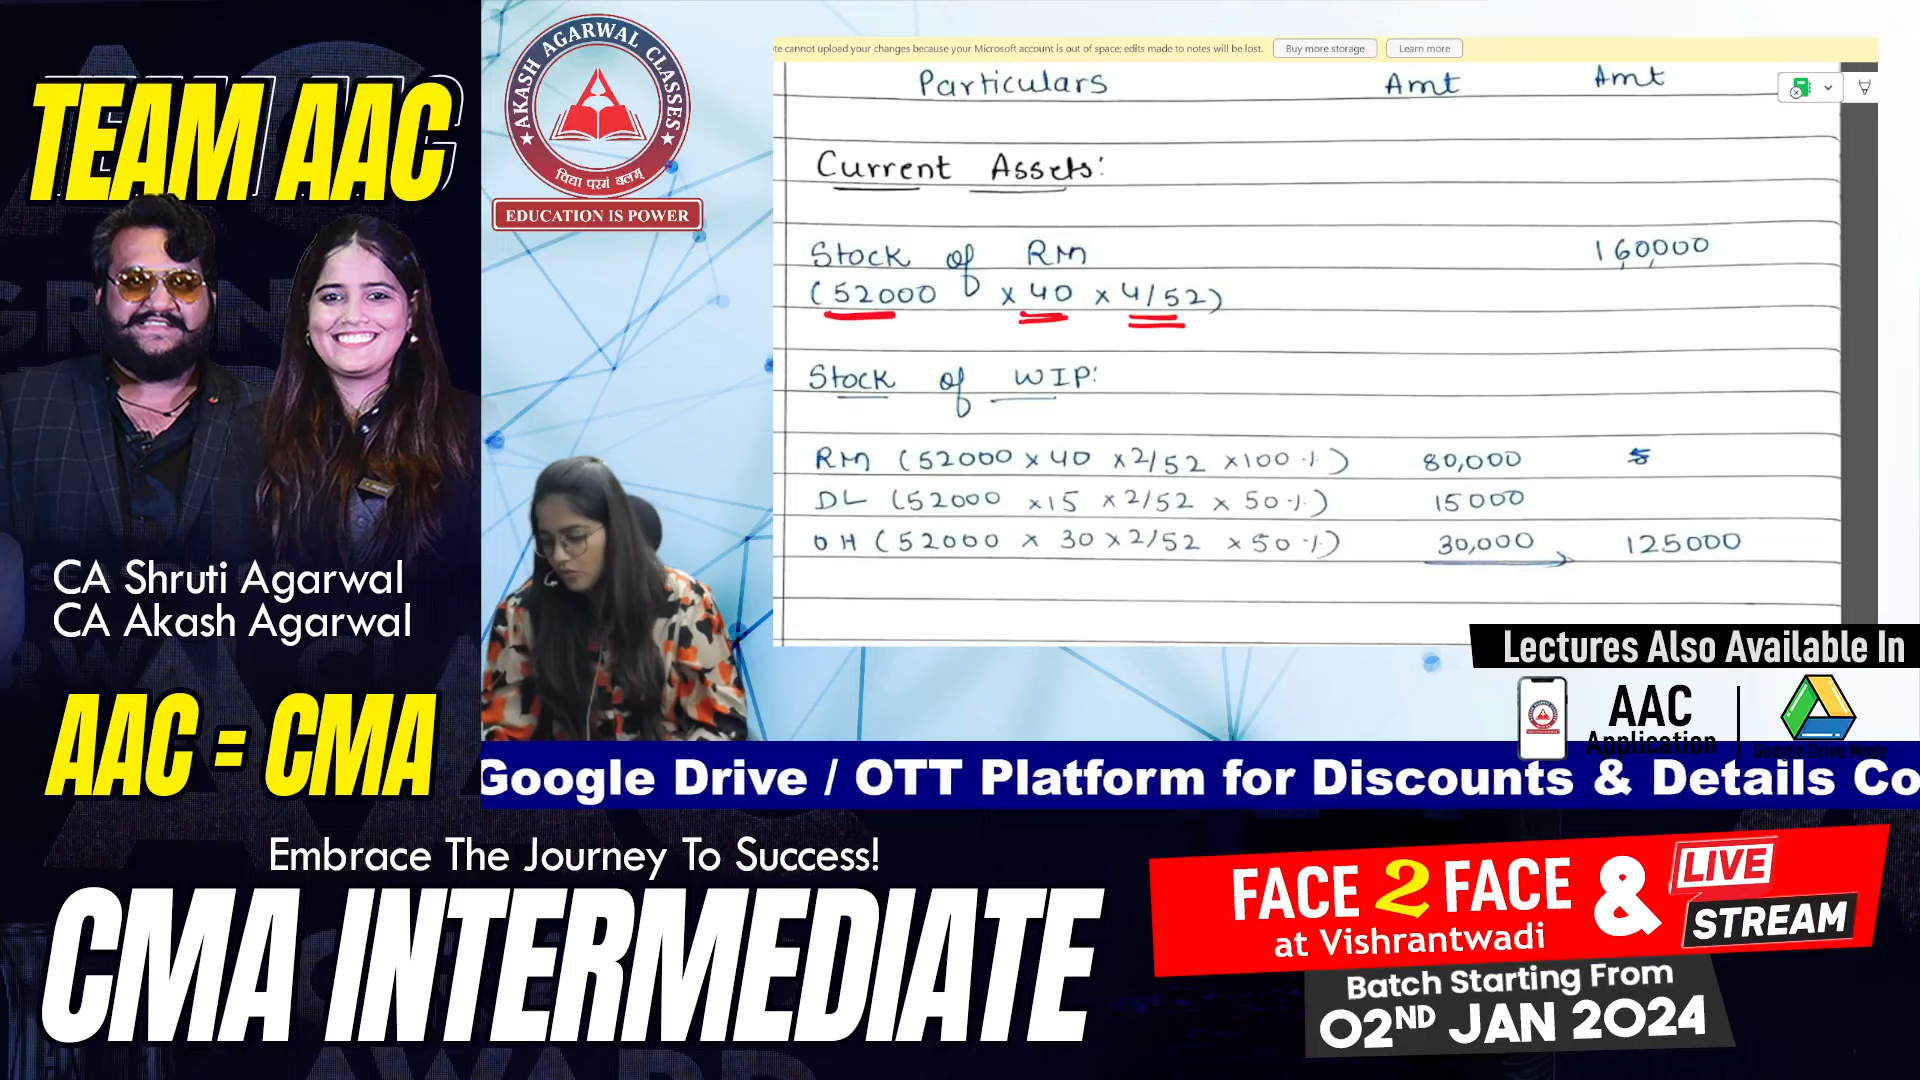 TEAM AAC
CA Shruti Agarwal
CA Akash Agarwal
AAC = CMA
AKASH AGARWAL CLASSES
विद्या परमं बलम्
EDUCATION IS POWER
te cannot upload your changes because your Microsoft account is out of space; edits made to notes will be lost. Buy more storage Learn more
Particulars Amt Amt
Current Assets:
Stock of RM 160,000
(52000 × 40 × 4/52)
Stock of WIP:
RM (52000 × 40 × 2/52 × 100 %) 80,000
DL (52000 × 15 × 2/52 × 50 %) 15000
OH (52000 × 30 × 2/52 × 50 %) 30,000 125000
Lectures Also Available In
AAC
Application
Google Drive Mode
Google Drive / OTT Platform for Discounts & Details Co
Embrace The Journey To Success!
CMA INTERMEDIATE
FACE 2 FACE & LIVE STREAM
at Vishrantwadi
Batch Starting From
02ND JAN 2024